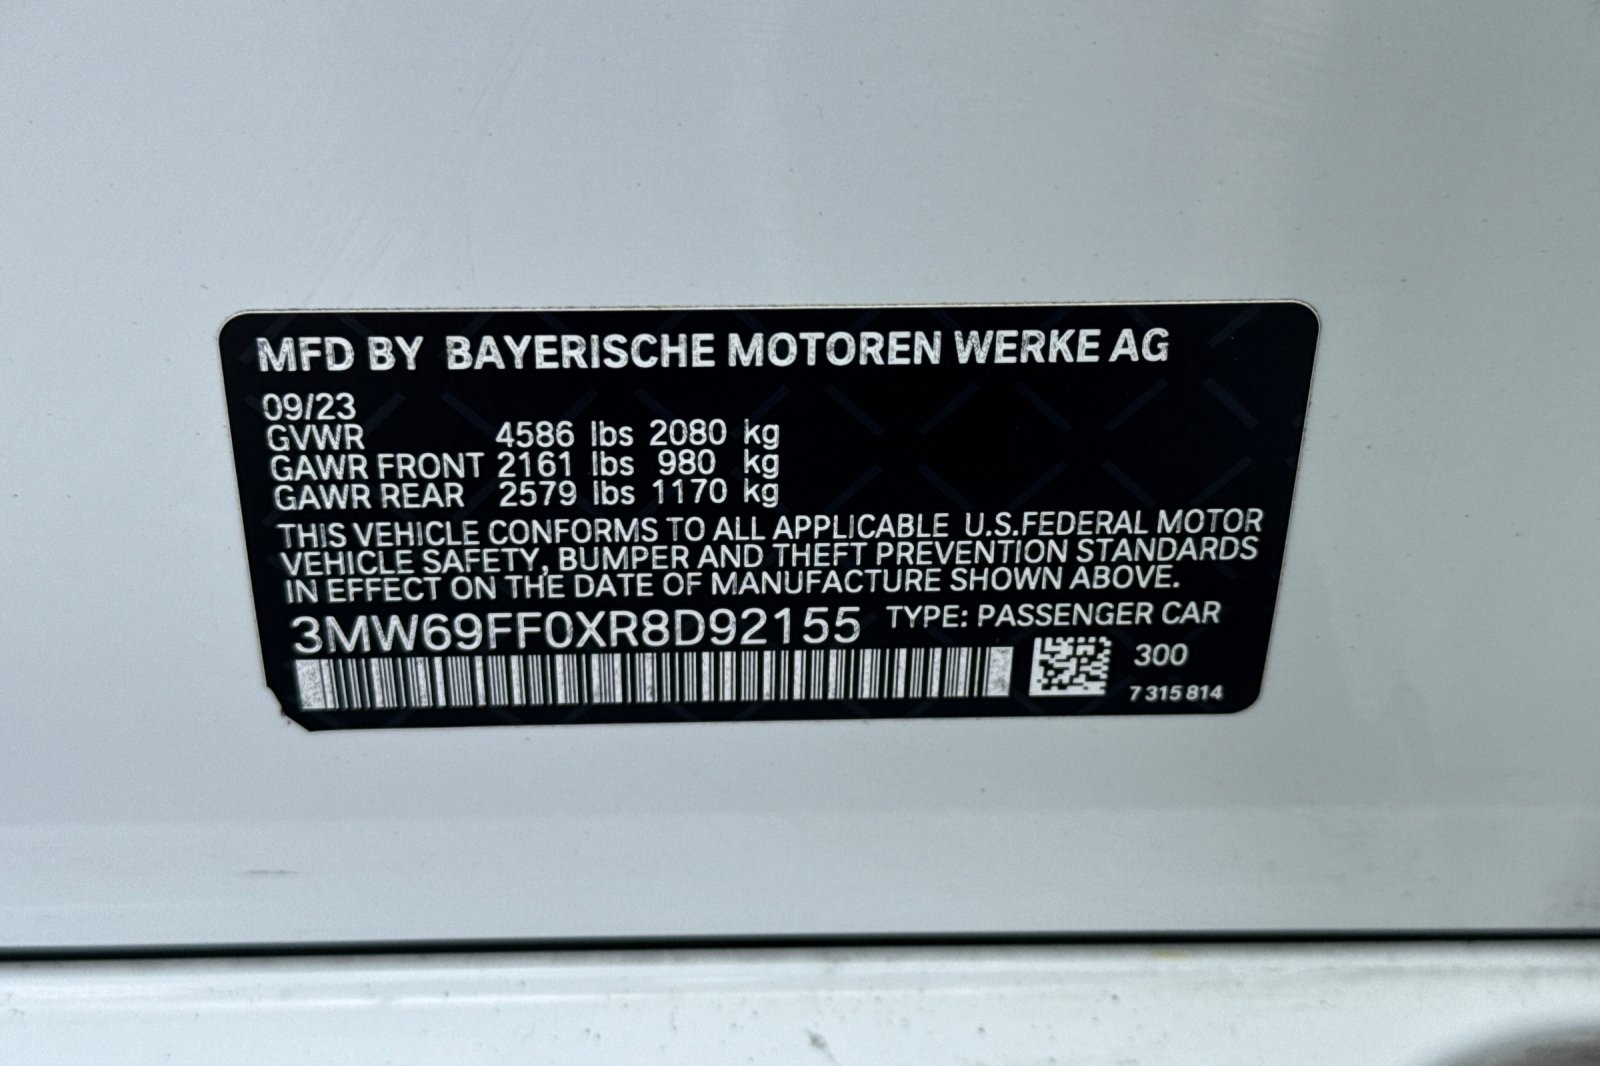 MFD BY BAYERISCHE MOTOREN WERKE AG
09/23
GVWR 4586 lbs 2080 kg
GAWR FRONT 2161 lbs 980 kg
GAWR REAR 2579 lbs 1170 kg
THIS VEHICLE CONFORMS TO ALL APPLICABLE U.S.FEDERAL MOTOR
VEHICLE SAFETY, BUMPER AND THEFT PREVENTION STANDARDS
IN EFFECT ON THE DATE OF MANUFACTURE SHOWN ABOVE.
3MW69FF0XR8D92155 TYPE: PASSENGER CAR
300
7 315 814